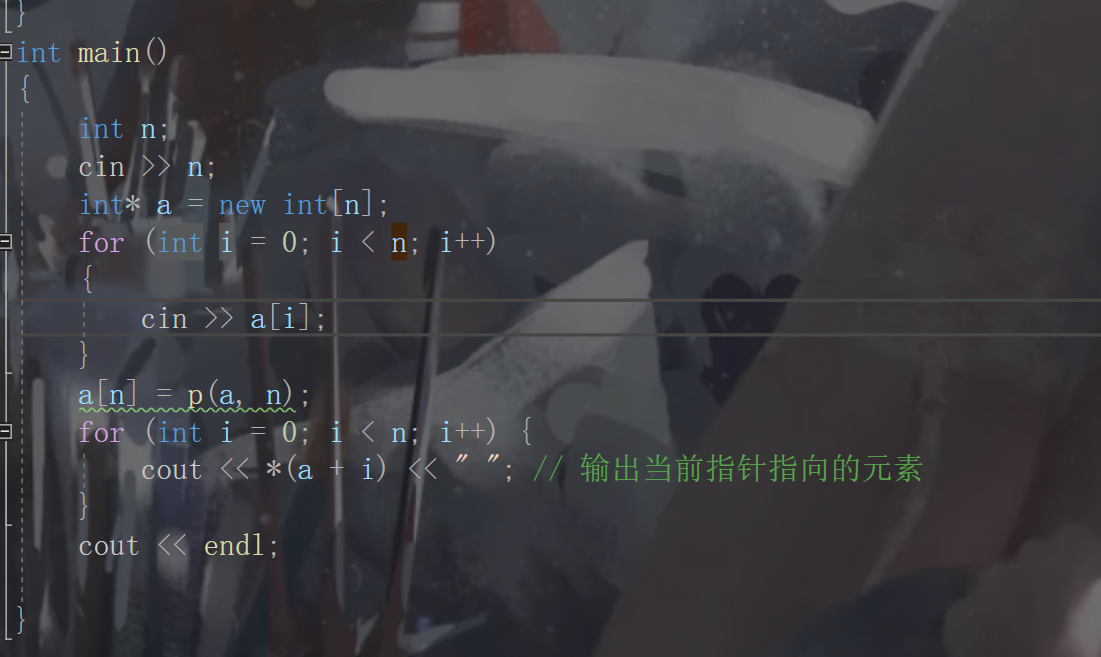 }
int main()
{
int n;
cin >> n;
int* a = new int[n];
for (int i = 0; i < n; i++)
{
cin >> a[i];
}
a[n] = p(a, n);
for (int i = 0; i < n; i++) {
cout << *(a + i) << " "; // 输出当前指针指向的元素
}
cout << endl;
}